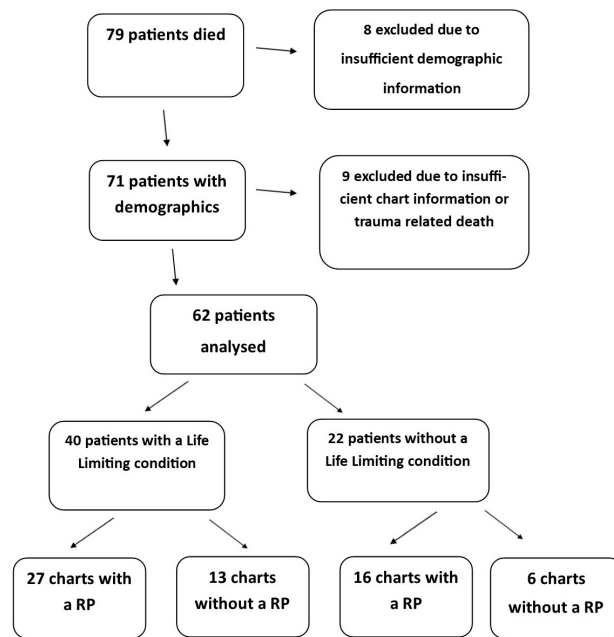 79 patients died
8 excluded due to
insufficient demographic
information
71 patients with
demographics
9 excluded due to insuffi-
cient chart information or
trauma related death
62 patients
analysed
40 patients with a Life
Limiting condition
22 patients without a
Life Limiting condition
27 charts with
a RP
13 charts
without a RP
16 charts with
a RP
6 charts
without a RP